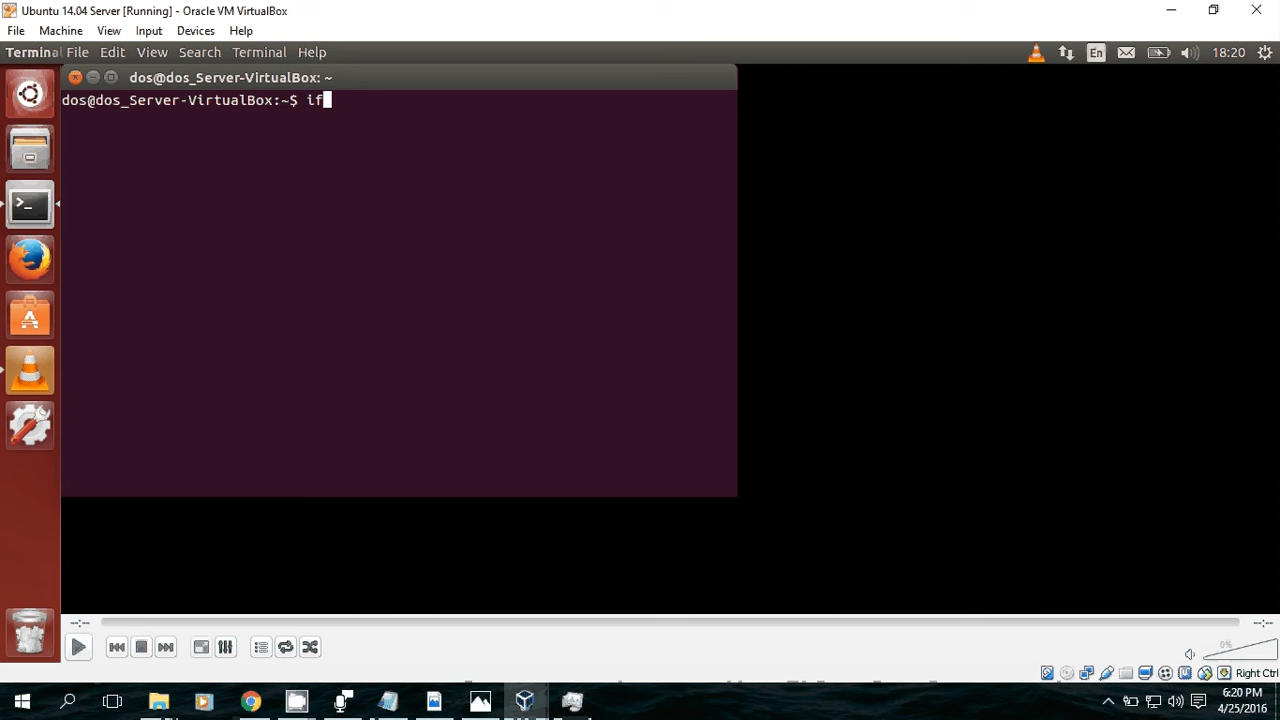 Ubuntu 14.04 Server [Running] - Oracle VM VirtualBox
File Machine View Input Devices Help
Terminal File Edit View Search Terminal Help
En
18:20
dos@dos_Server-VirtualBox: ~
dos@dos_Server-VirtualBox:~$ if
--:--
--:--
0%
Right Ctrl
6:20 PM
4/25/2016